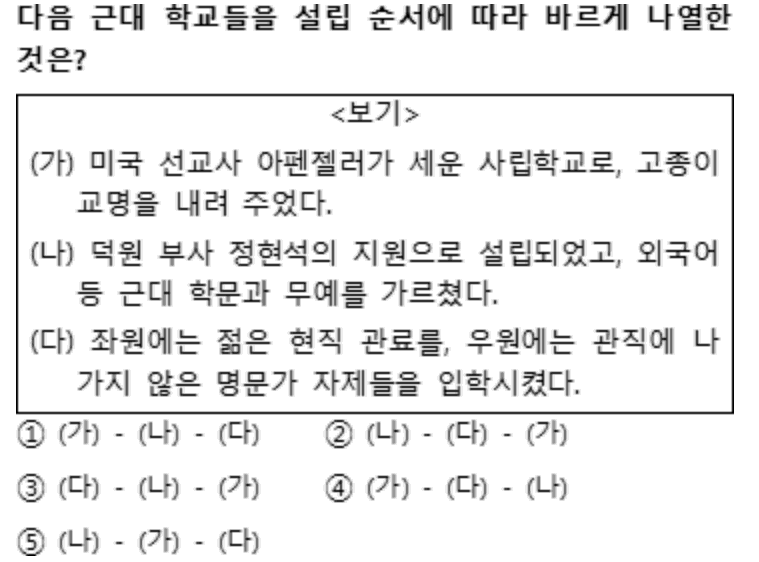 다음 근대 학교들을 설립 순서에 따라 바르게 나열한
것은?
<보기>
(가) 미국 선교사 아펜젤러가 세운 사립학교로, 고종이
교명을 내려 주었다.
(나) 덕원 부사 정현석의 지원으로 설립되었고, 외국어
등 근대 학문과 무예를 가르쳤다.
(다) 좌원에는 젊은 현직 관료를, 우원에는 관직에 나
가지 않은 명문가 자제들을 입학시켰다.
① (가) - (나) - (다) ② (나) - (다) - (가)
③ (다) - (나) - (가) ④ (가) - (다) - (나)
⑤ (나) - (가) - (다)